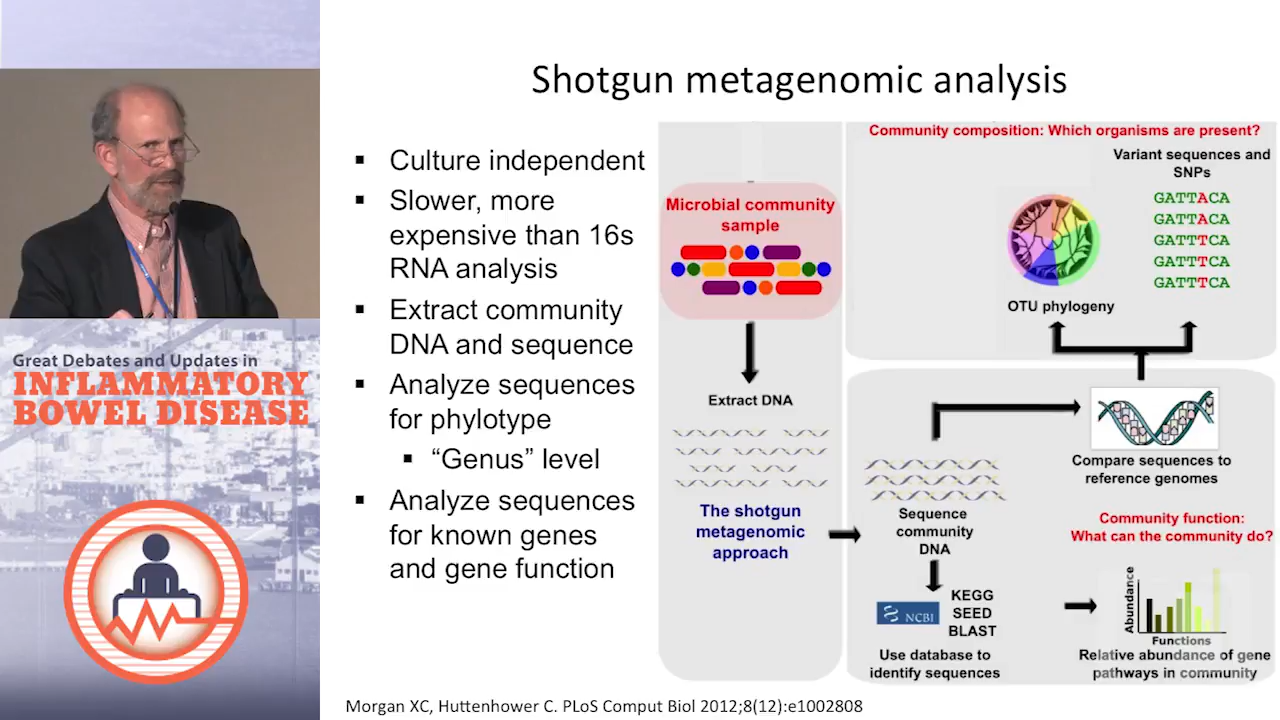 Shotgun metagenomic analysis
Great Debates and Updates in
INFLAMMATORY
BOWEL DISEASE
▪ Culture independent
▪ Slower, more
expensive than 16s
RNA analysis
▪ Extract community
DNA and sequence
▪ Analyze sequences
for phylotype
▪ “Genus” level
▪ Analyze sequences
for known genes
and gene function
Microbial community
sample
Extract DNA
The shotgun
metagenomic
approach
Community composition: Which organisms are present?
Variant sequences and
SNPs
GATTACA
GATTACA
GATTTCA
GATTTCA
GATTTCA
OTU phylogeny
Compare sequences to
reference genomes
Sequence
community
DNA
Community function:
What can the community do?
NCBI
KEGG
SEED
BLAST
Use database to
identify sequences
Abundance
Functions
Relative abundance of gene
pathways in community
Morgan XC, Huttenhower C. PLoS Comput Biol 2012;8(12):e1002808